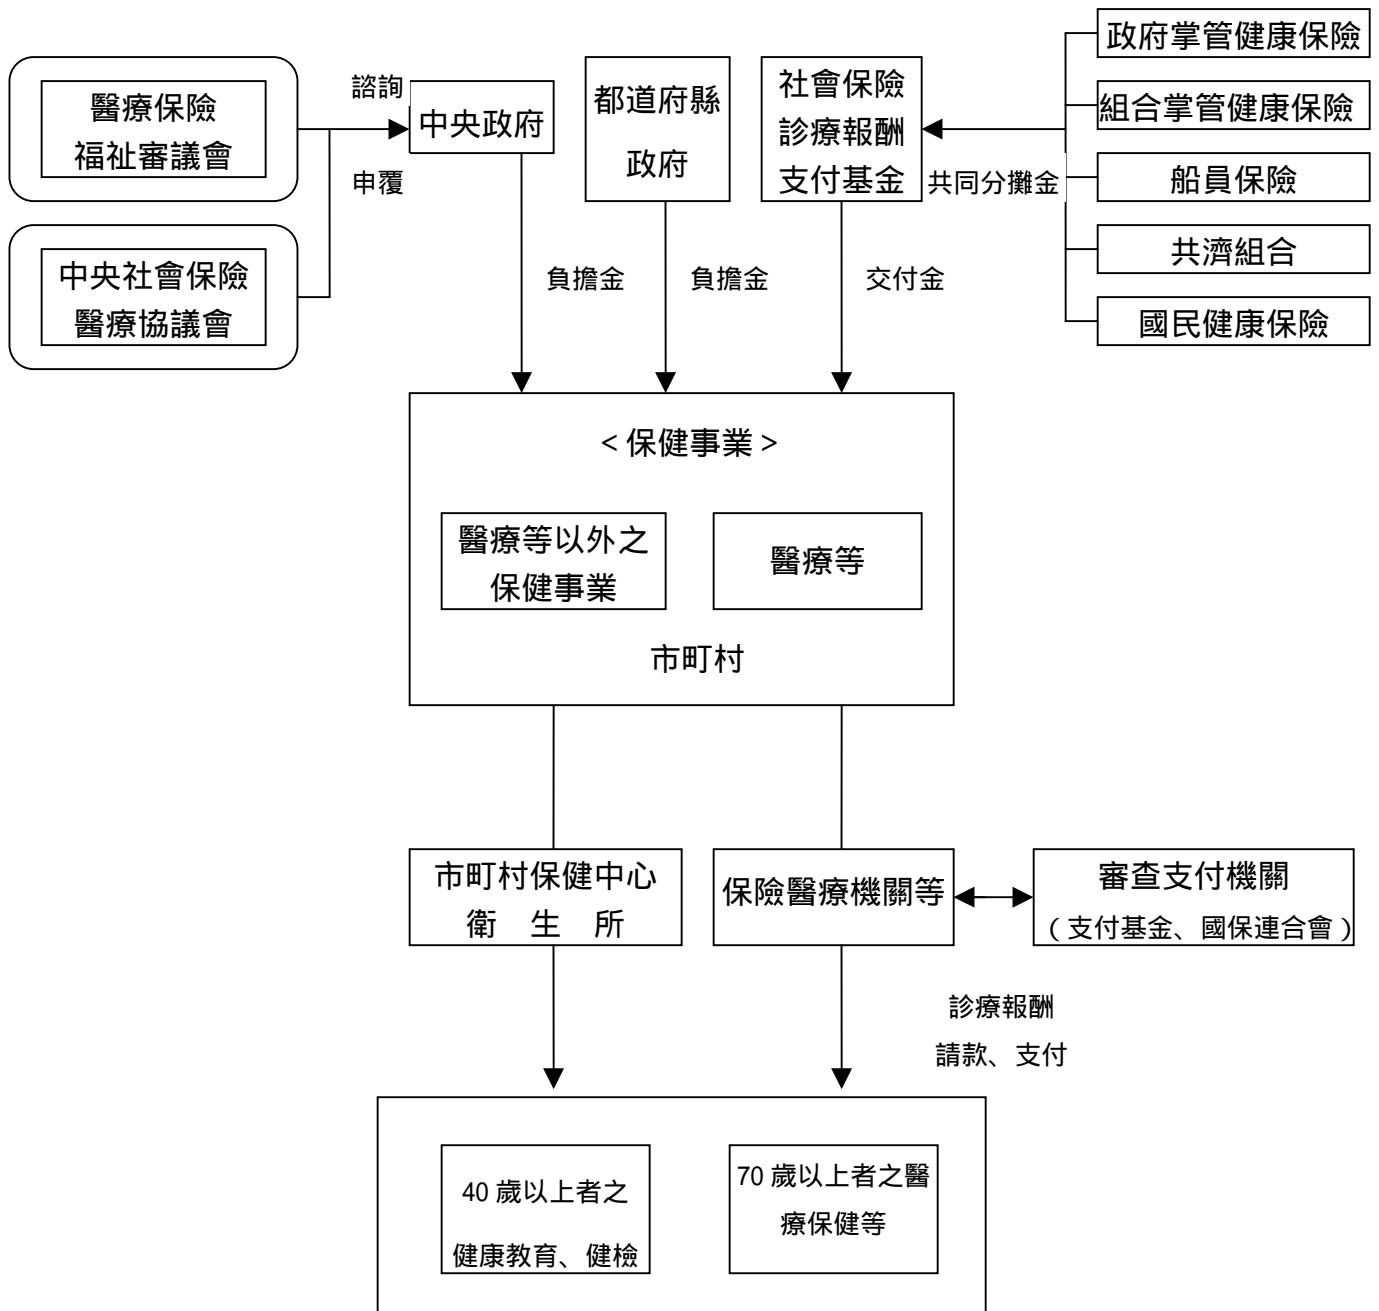 醫療保險
福祉審議會
中央社會保險
醫療協議會
諮詢
申覆
中央政府
都道府縣
政府
社會保險
診療報酬
支付基金
共同分攤金
政府掌管健康保險
組合掌管健康保險
船員保險
共濟組合
國民健康保險
負擔金
負擔金
交付金
<保健事業>
醫療等以外之
保健事業
醫療等
市町村
市町村保健中心
衛 生 所
保險醫療機關等
審查支付機關
(支付基金、國保連合會)
診療報酬
請款、支付
40 歲以上者之
健康教育、健檢
70 歲以上者之醫
療保健等